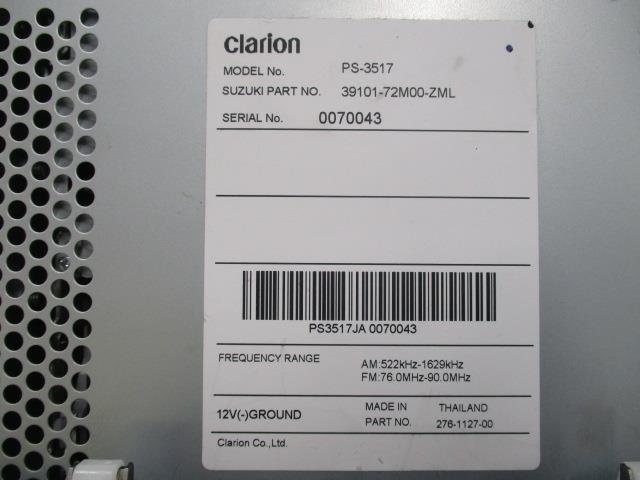 clarion
MODEL No. PS-3517
SUZUKI PART NO. 39101-72M00-ZML
SERIAL No. 0070043
PS3517JA 0070043
FREQUENCY RANGE AM:522kHz-1629kHz
FM:76.0MHz-90.0MHz
12V(-)GROUND MADE IN THAILAND
PART NO. 276-1127-00
Clarion Co.,Ltd.